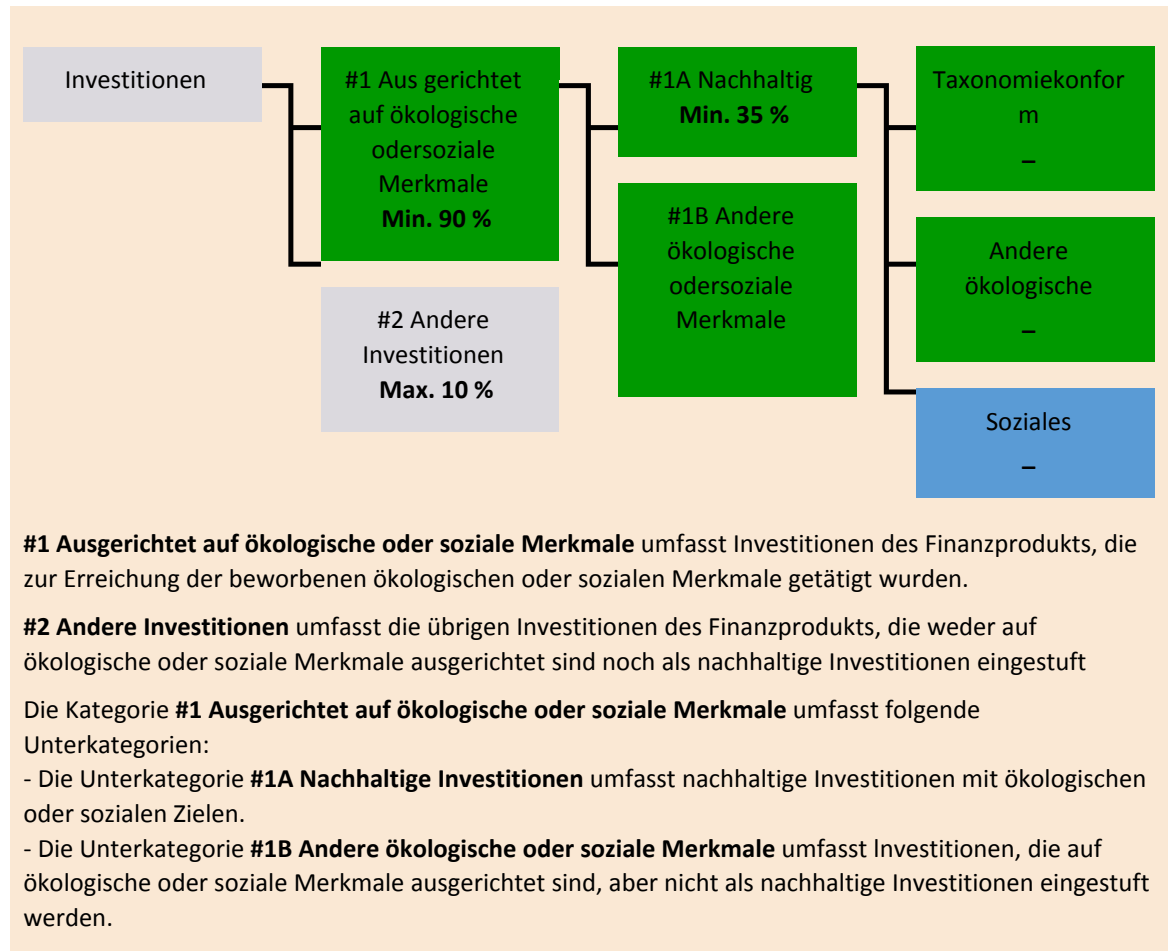 Investitionen
#1 Aus gerichtet
auf ökologische
odersoziale
Merkmale
Min. 90 %
#2 Andere
Investitionen
Max. 10 %
#1A Nachhaltig
Min. 35 %
#1B Andere
ökologische
odersoziale
Merkmale
Taxonomiekonfor
m
–
Andere
ökologische
–
Soziales
–
#1 Ausgerichtet auf ökologische oder soziale Merkmale umfasst Investitionen des Finanzprodukts, die
zur Erreichung der beworbenen ökologischen oder sozialen Merkmale getätigt wurden.
#2 Andere Investitionen umfasst die übrigen Investitionen des Finanzprodukts, die weder auf
ökologische oder soziale Merkmale ausgerichtet sind noch als nachhaltige Investitionen eingestuft
Die Kategorie #1 Ausgerichtet auf ökologische oder soziale Merkmale umfasst folgende
Unterkategorien:
- Die Unterkategorie #1A Nachhaltige Investitionen umfasst nachhaltige Investitionen mit ökologischen
oder sozialen Zielen.
- Die Unterkategorie #1B Andere ökologische oder soziale Merkmale umfasst lnvestitionen, die auf
ökologische oder soziale Merkmale ausgerichtet sind, aber nicht als nachhaltige Investitionen eingestuft
werden.